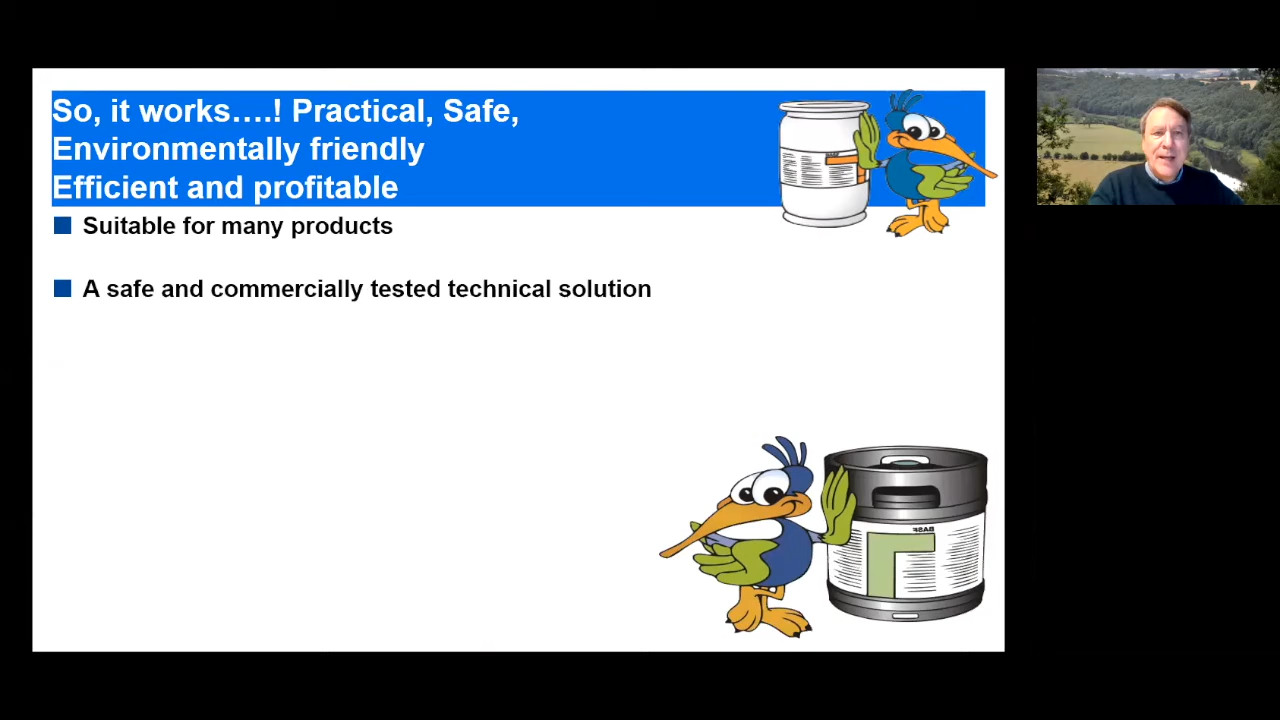 So, it works….! Practical, Safe,
Environmentally friendly
Efficient and profitable
Suitable for many products
A safe and commercially tested technical solution
BASF